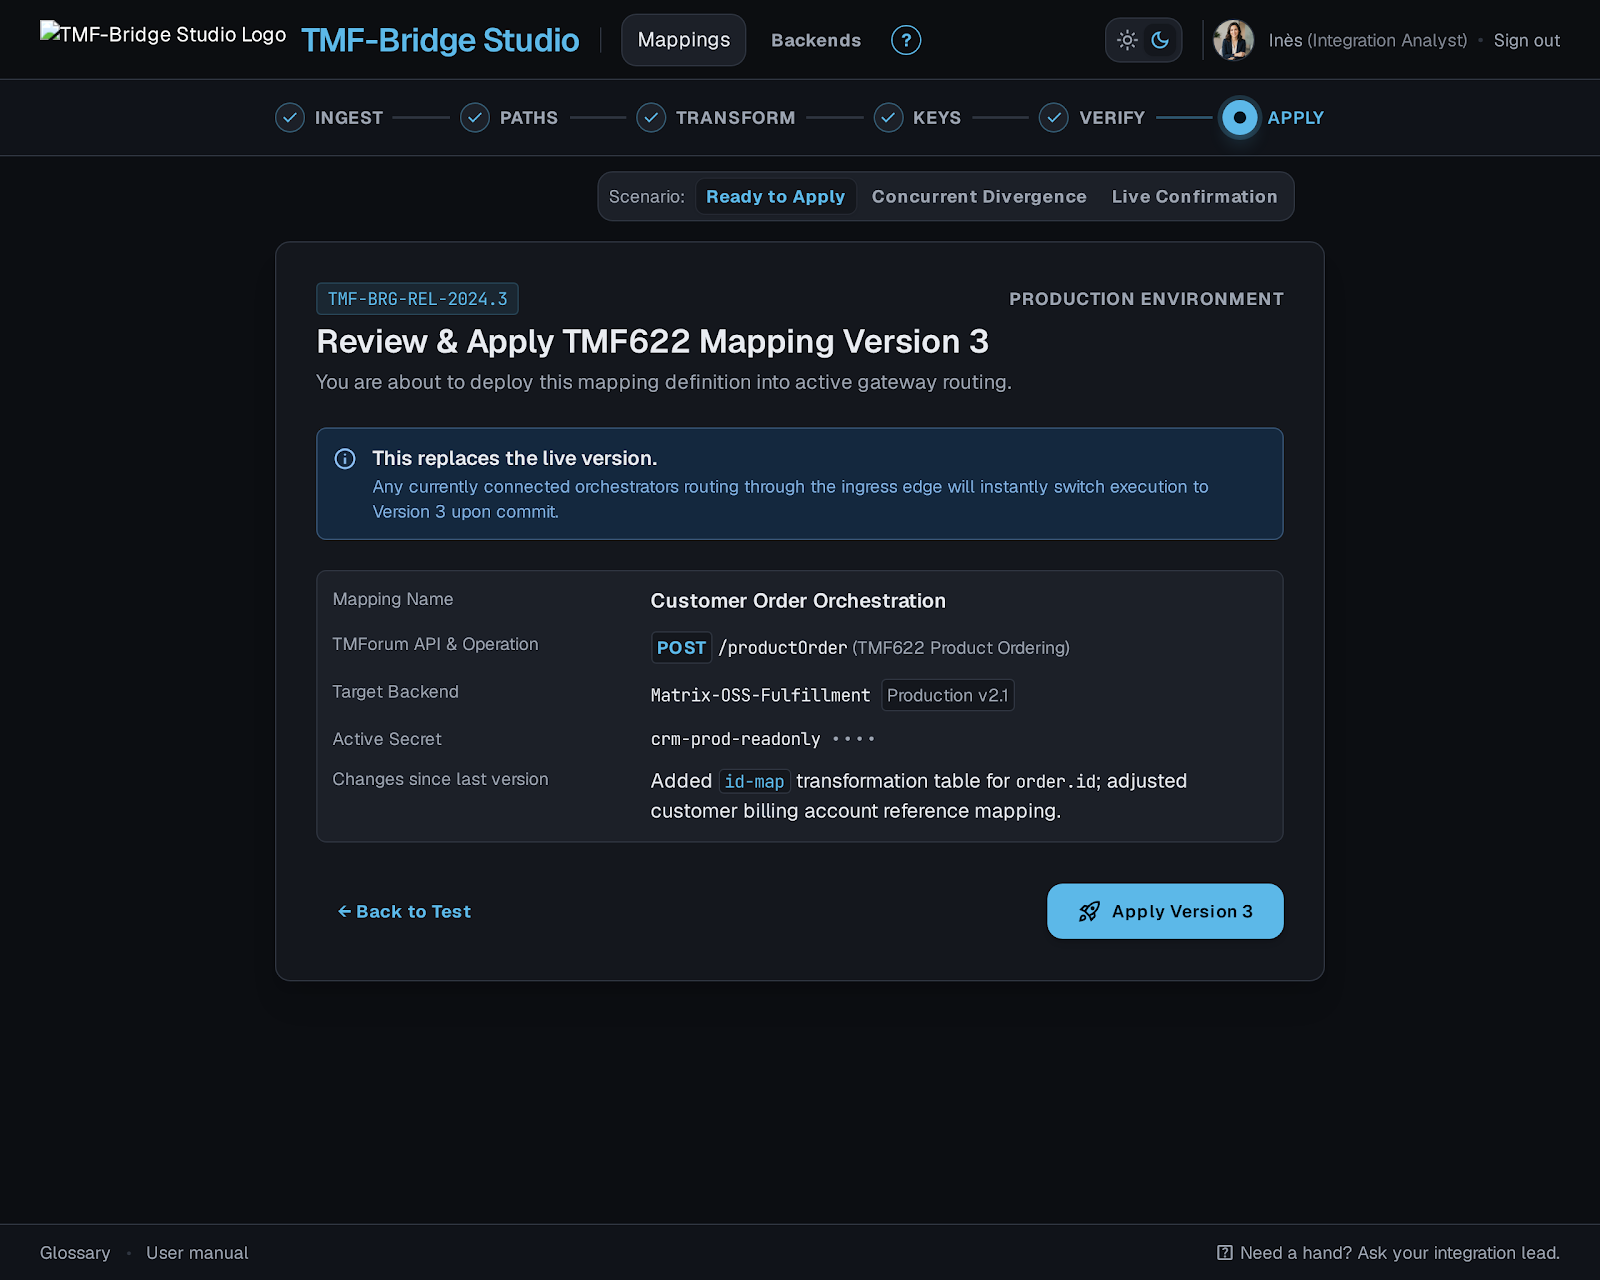 TMF-Bridge Studio Logo TMF-Bridge Studio Mappings Backends ? Inès (Integration Analyst) • Sign out
INGEST PATHS TRANSFORM KEYS VERIFY APPLY
Scenario: Ready to Apply Concurrent Divergence Live Confirmation
TMF-BRG-REL-2024.3 PRODUCTION ENVIRONMENT
Review & Apply TMF622 Mapping Version 3
You are about to deploy this mapping definition into active gateway routing.
This replaces the live version.
Any currently connected orchestrators routing through the ingress edge will instantly switch execution to
Version 3 upon commit.
Mapping Name Customer Order Orchestration
TMForum API & Operation POST /productOrder (TMF622 Product Ordering)
Target Backend Matrix-OSS-Fulfillment Production v2.1
Active Secret crm-prod-readonly ••••
Changes since last version Added id-map transformation table for order.id; adjusted
customer billing account reference mapping.
← Back to Test Apply Version 3
Glossary • User manual ? Need a hand? Ask your integration lead.